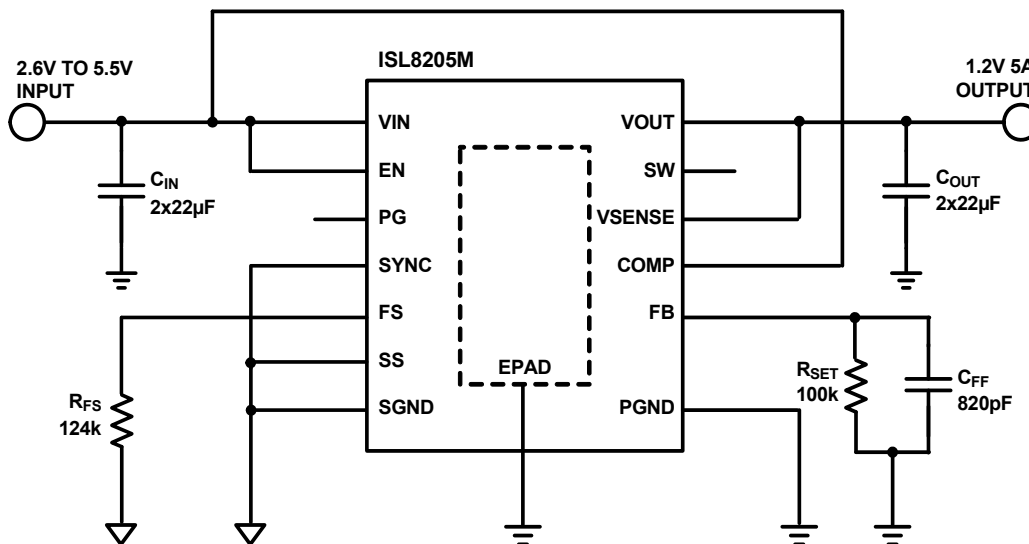 ISL8205M
2.6V TO 5.5V
INPUT
1.2V 5A
OUTPUT
VIN
VOUT
EN
SW
CIN
2x22µF
COUT
2x22µF
PG
VSENSE
SYNC
COMP
FS
FB
SS
EPAD
RSET
100k
CFF
820pF
RFS
124k
SGND
PGND